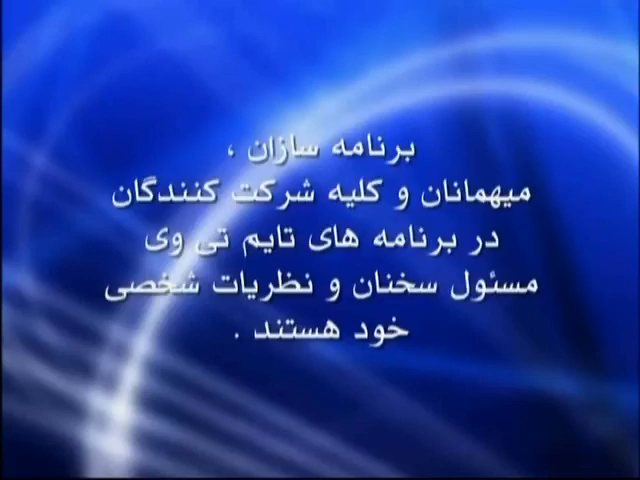 برنامه سازان ،
میهمانان و کلیه شرکت کنندگان
در برنامه های تایم تی وی
مسئول سخنان و نظریات شخصی
خود هستند .